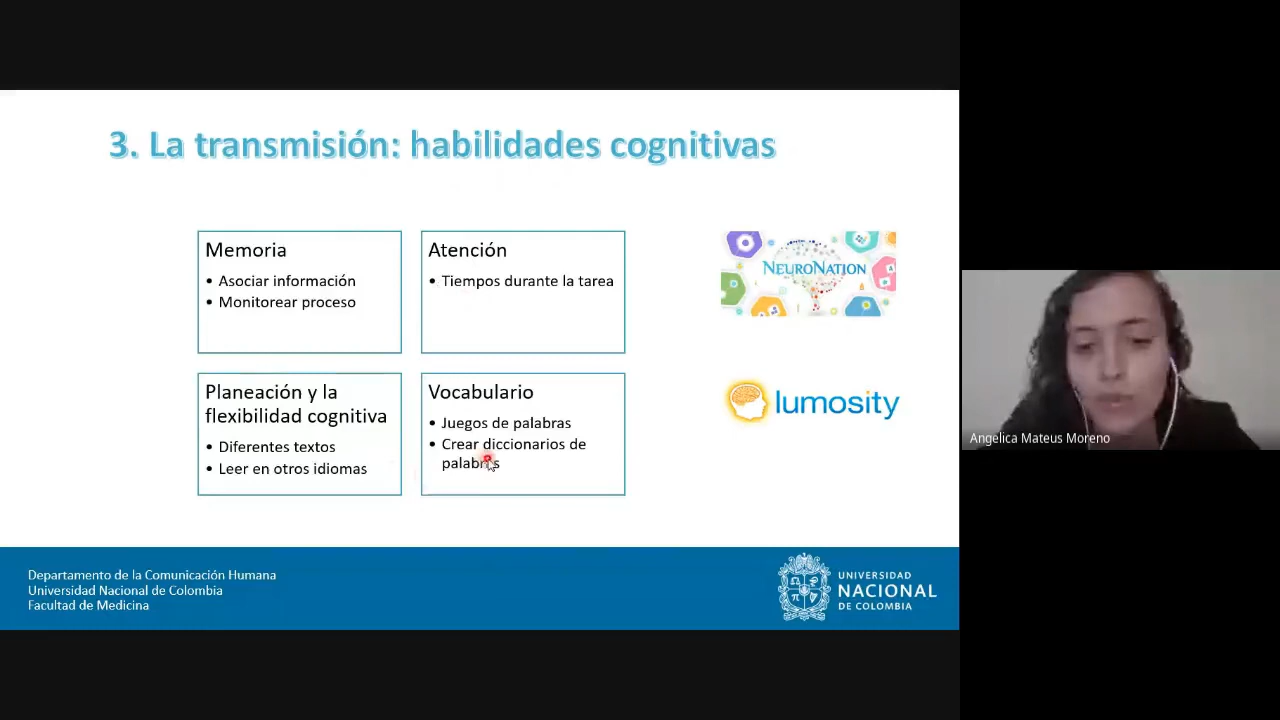 3. La transmisión: habilidades cognitivas
Memoria
• Asociar información
• Monitorear proceso
Atención
• Tiempos durante la tarea
Planeación y la
flexibilidad cognitiva
• Diferentes textos
• Leer en otros idiomas
Vocabulario
• Juegos de palabras
• Crear diccionarios de
palabras
NEURONATION
lumosity
Angelica Mateus Moreno
Departamento de la Comunicación Humana
Universidad Nacional de Colombia
Facultad de Medicina
UNIVERSIDAD
NACIONAL
DE COLOMBIA